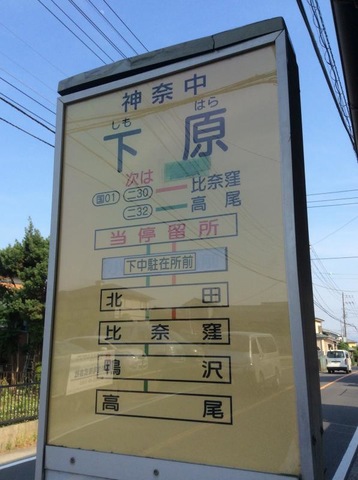 神奈中
しも はら
下原
次は
国01 二30 比奈窪
二32 高尾
当停留所
下中駐在所前
北田
比奈窪
鴨沢
高尾